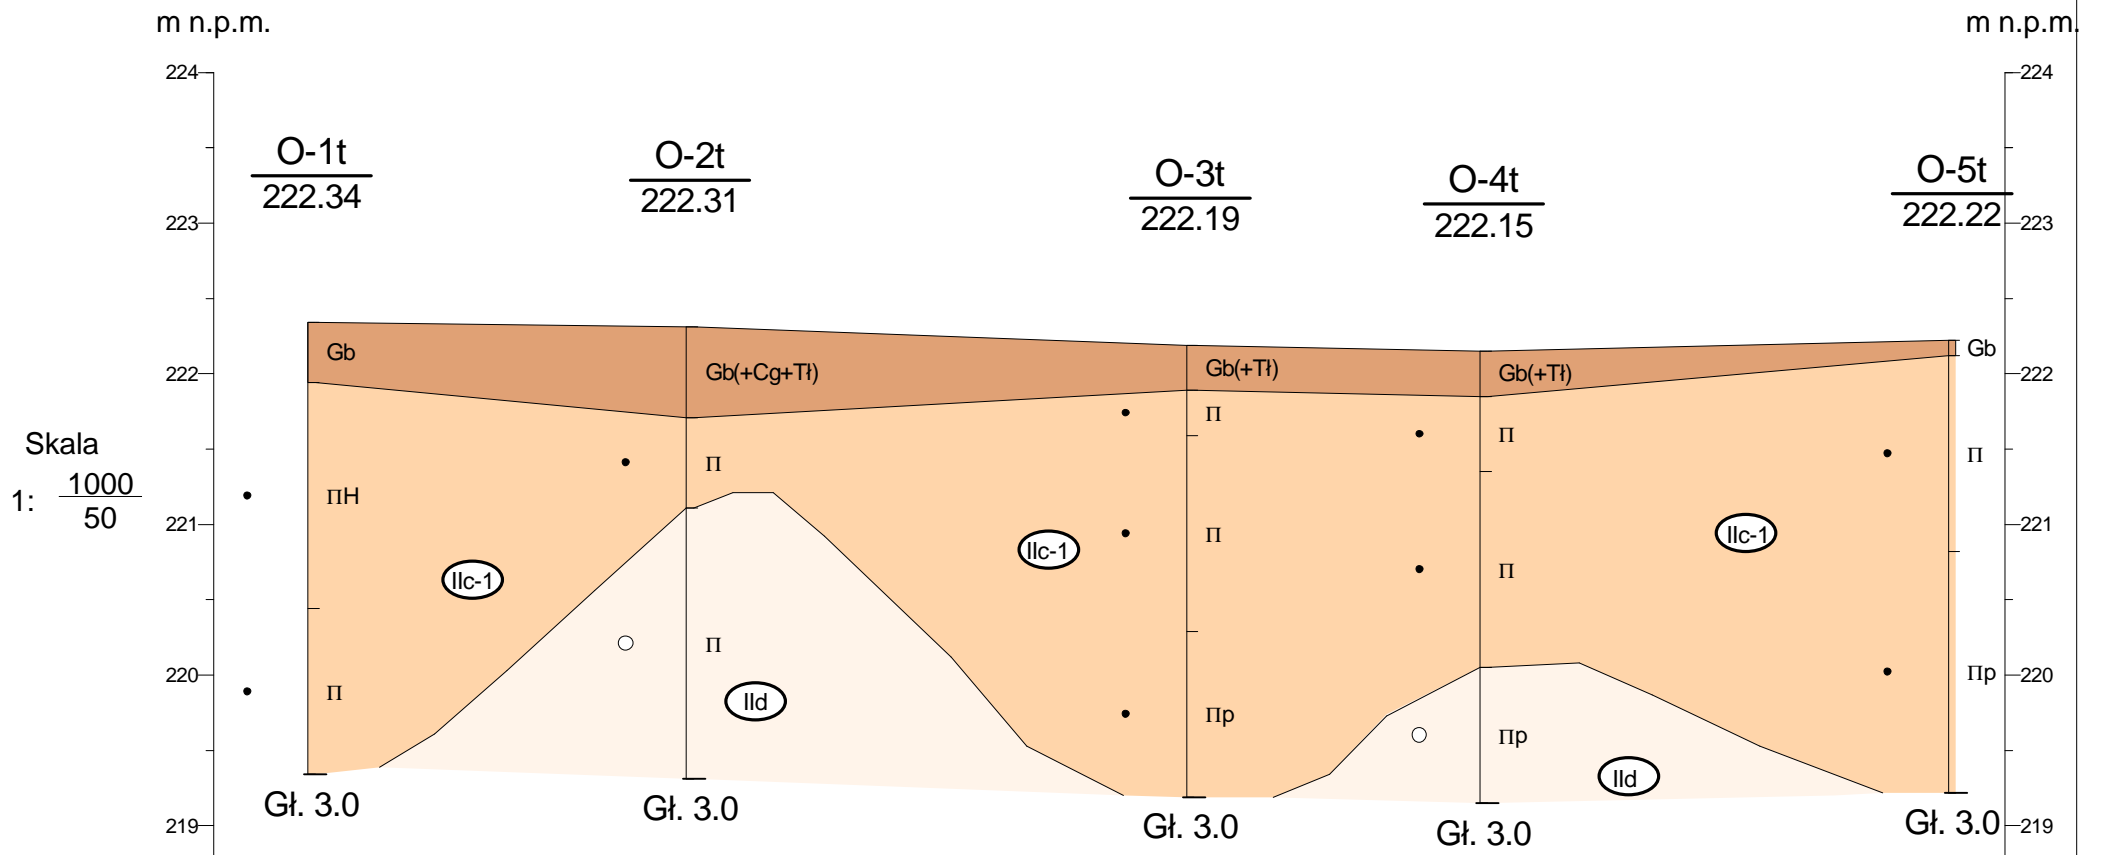 m n.p.m.
m n.p.m.
224
224
O-1t
222.34
O-2t
222.31
O-3t
222.19
O-4t
222.15
O-5t
222.22
223
223
Gb
Gb(+Cg+Tł)
Gb(+Tł)
Gb(+Tł)
Gb
222
222
Π
Π
Π
Π
Skala
1: 1000
50
ΠH
IIc-1
IIc-1
IIc-1
221
221
Π
Π
Π
Π
IId
220
220
Πp
Πp
Πp
IId
Gł. 3.0
Gł. 3.0
Gł. 3.0
Gł. 3.0
Gł. 3.0
219
219